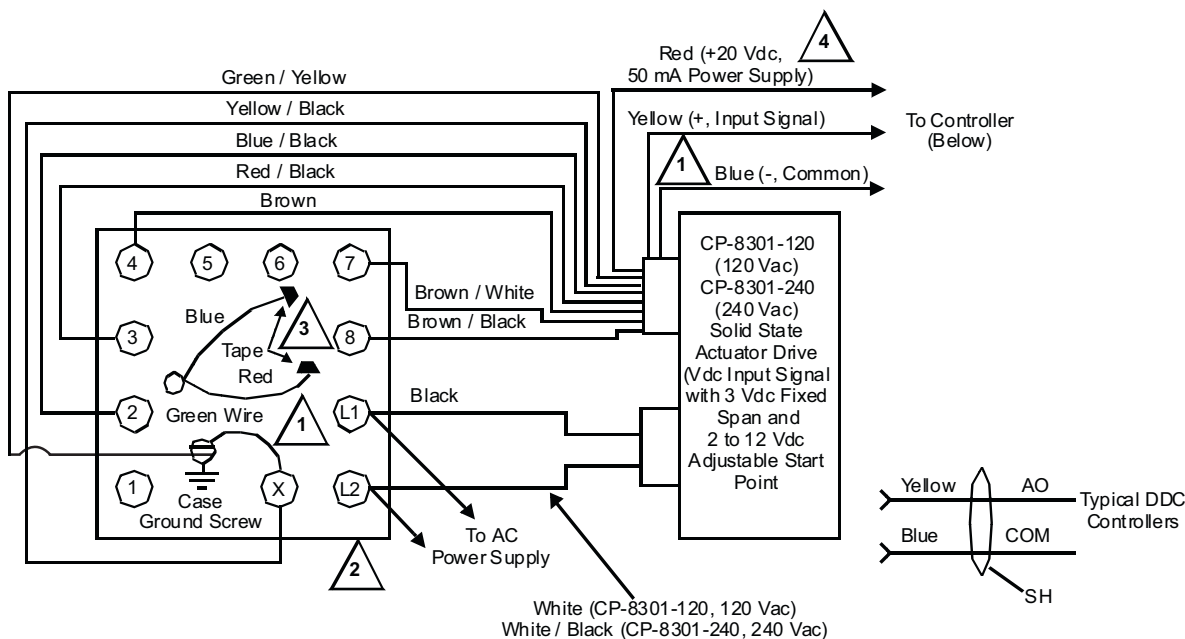 Red (+20 Vdc,
50 mA Power Supply)
4
Green / Yellow
Yellow / Black
Blue / Black
Red / Black
Brown
Yellow (+, Input Signal)
1
Blue (-, Common)
To Controller
(Below)
4
5
6
7
Brown / White
Brown / Black
Blue
3
3
8
Tape
Red
2
Green Wire
1
L1
Black
1
Case
Ground Screw
X
L2
2
To AC
Power Supply
CP-8301-120
(120 Vac)
CP-8301-240
(240 Vac)
Solid State
Actuator Drive
(Vdc Input Signal
with 3 Vdc Fixed
Span and
2 to 12 Vdc
Adjustable Start
Point
Yellow
AO
Blue
COM
Typical DDC
Controllers
SH
White (CP-8301-120, 120 Vac)
White / Black (CP-8301-240, 240 Vac)